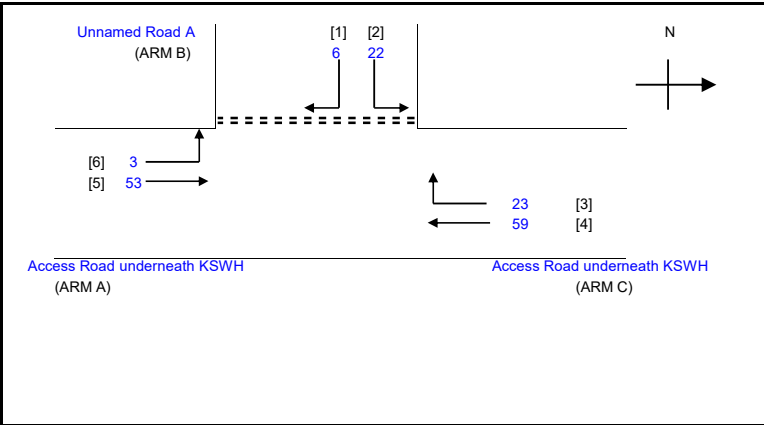 Unnamed Road A [1] [2] N
(ARM B) 6 22
[6] 3
[5] 53
23 [3]
59 [4]
Access Road underneath KSWH Access Road underneath KSWH
(ARM A) (ARM C)